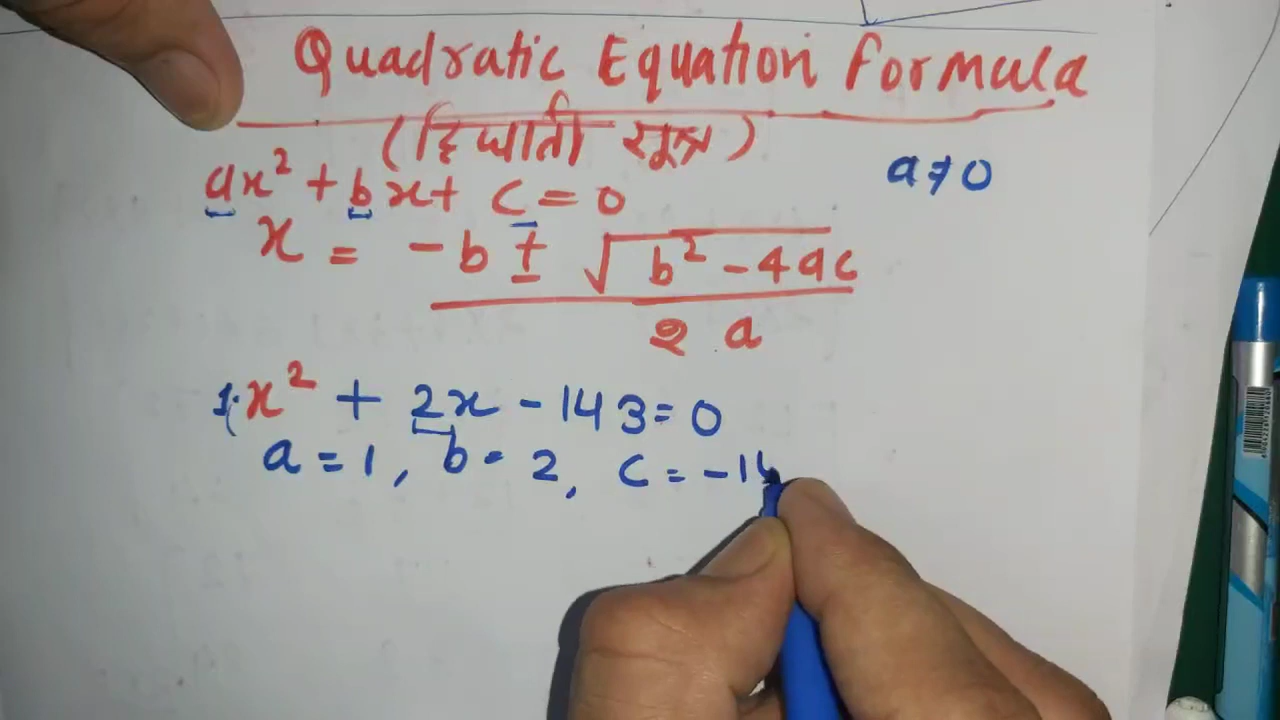 Quadratic Equation Formula
(द्विघाती सूत्र)
ax² + bx + c = 0
a ≠ 0
x = -b ± √b² - 4ac
2a
1·x² + 2x - 143 = 0
a = 1, b = 2, c = -14